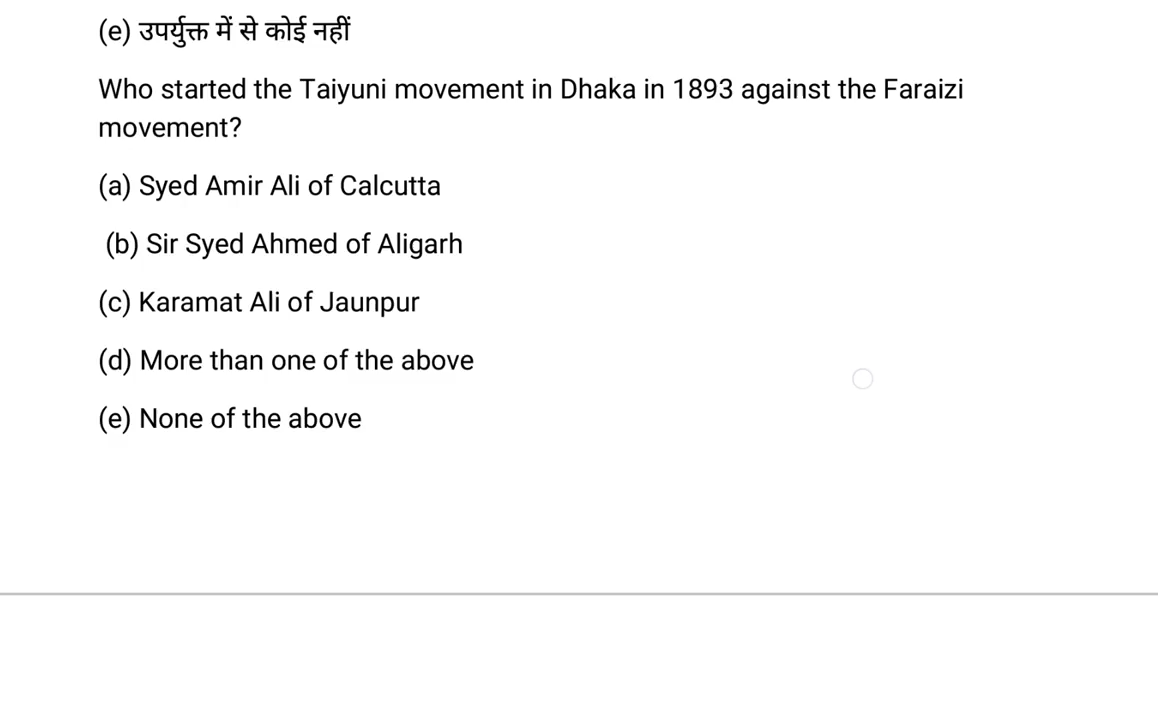 (e) उपर्युक्त में से कोई नहीं
Who started the Taiyuni movement in Dhaka in 1893 against the Faraizi
movement?
(a) Syed Amir Ali of Calcutta
(b) Sir Syed Ahmed of Aligarh
(c) Karamat Ali of Jaunpur
(d) More than one of the above
(e) None of the above